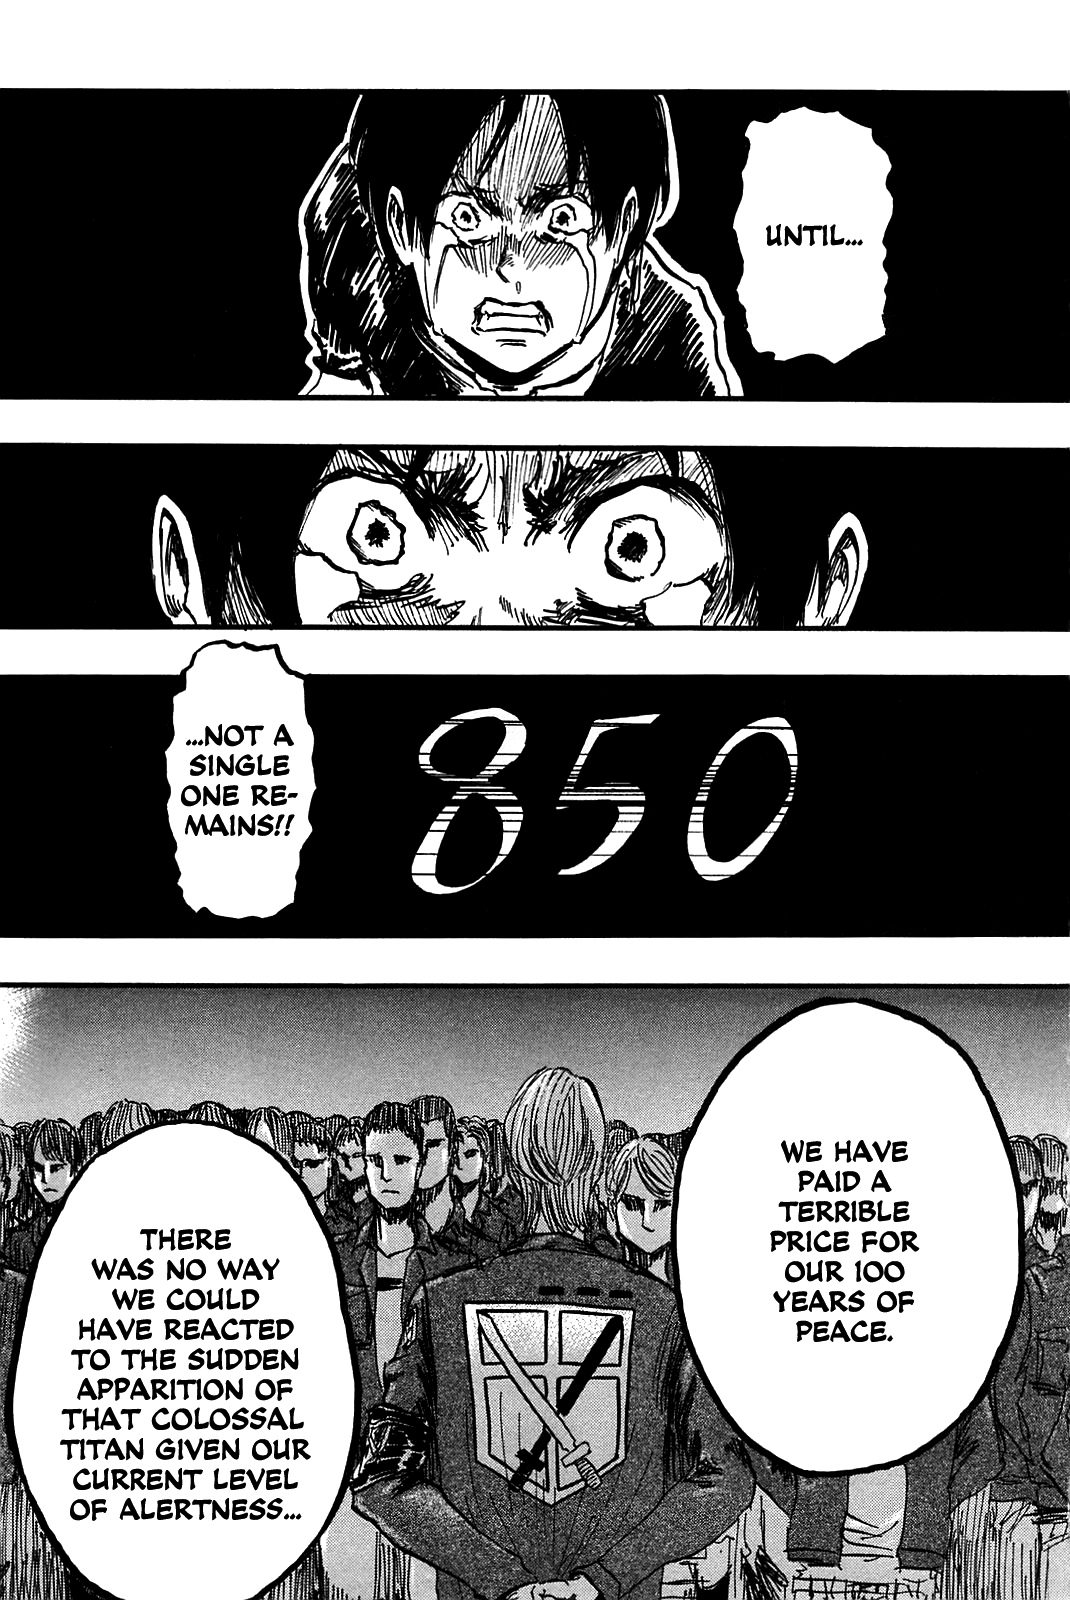 UNTIL...
...NOT A
SINGLE
ONE RE-
MAINS!!
850
WE HAVE
PAID A
TERRIBLE
PRICE FOR
OUR 100
YEARS OF
PEACE.
THERE
WAS NO WAY
WE COULD
HAVE REACTED
TO THE SUDDEN
APPARITION OF
THAT COLOSSAL
TITAN GIVEN OUR
CURRENT LEVEL
OF ALERTNESS...